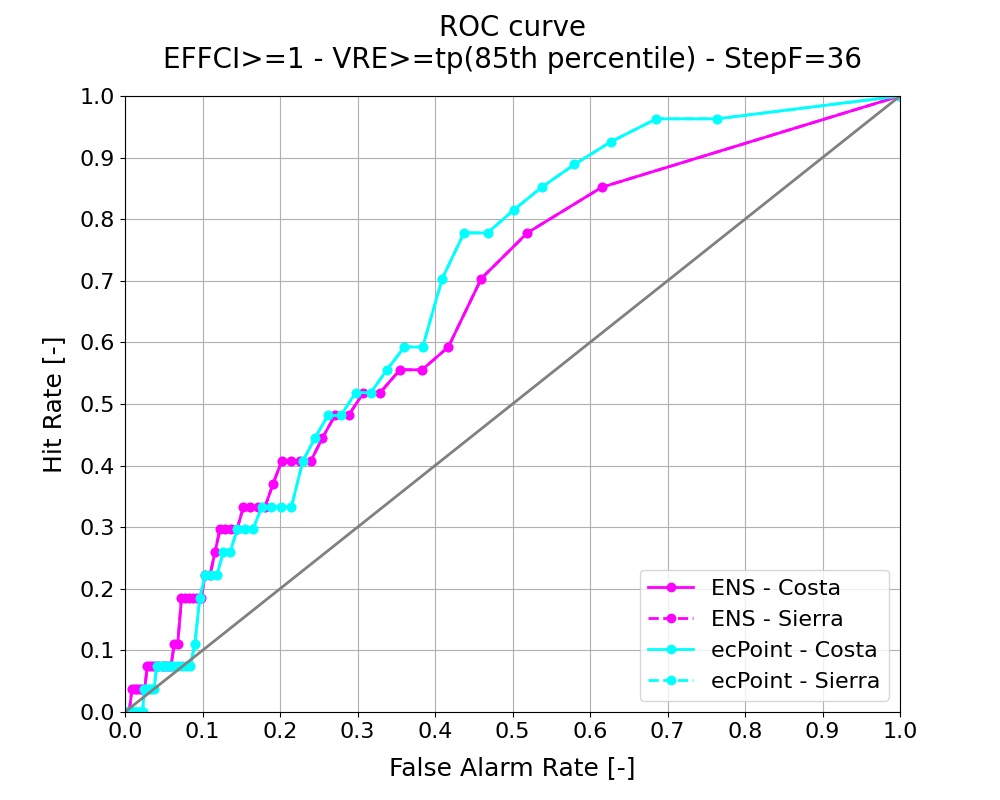 ROC curve
EFFCI>=1 - VRE>=tp(85th percentile) - StepF=36
1.0
0.9
0.8
0.7
0.6
0.5
0.4
0.3
0.2
0.1
0.0
Hit Rate [-]
ENS - Costa
ENS - Sierra
ecPoint - Costa
ecPoint - Sierra
0.0 0.1 0.2 0.3 0.4 0.5 0.6 0.7 0.8 0.9 1.0
False Alarm Rate [-]